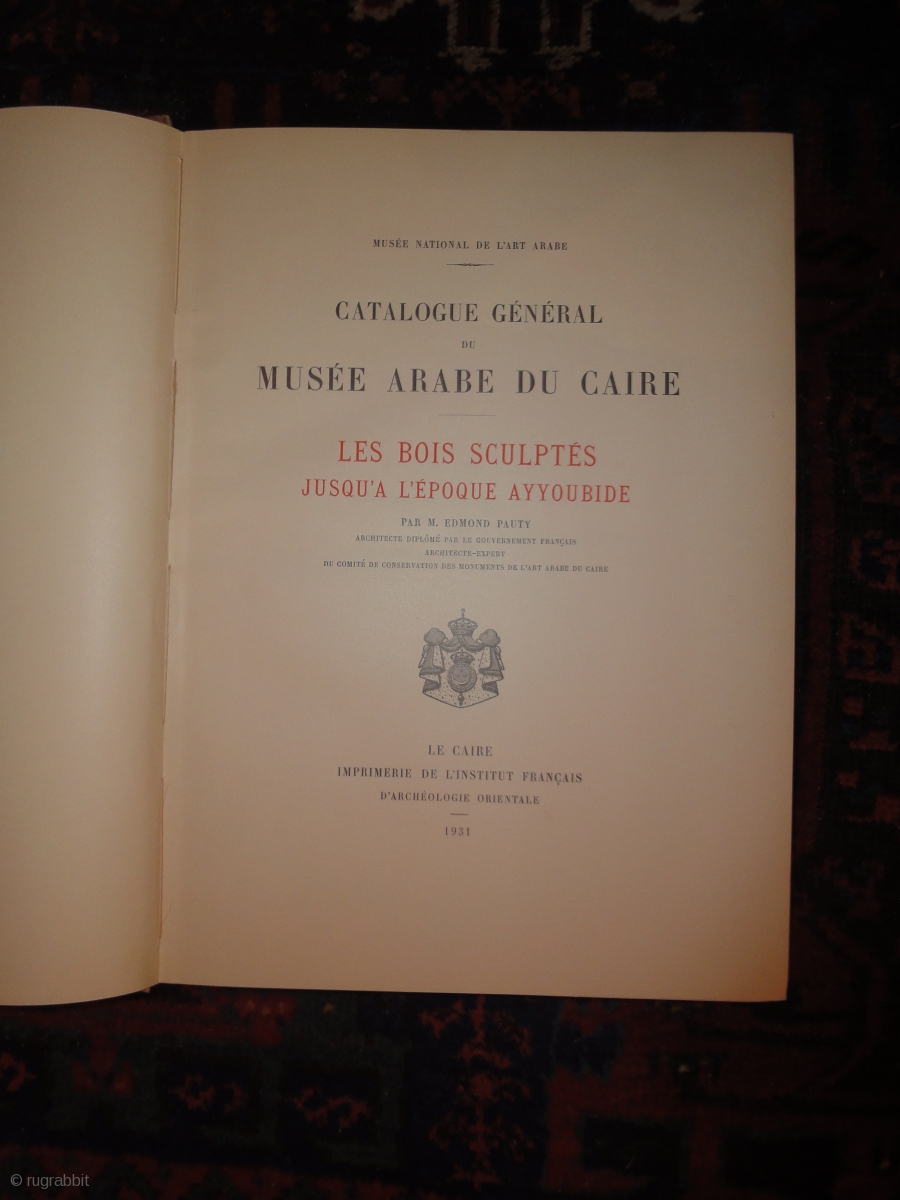 MUSÉE NATIONAL DE L'ART ARABE
CATALOGUE GÉNÉRAL
DU
MUSÉE ARABE DU CAIRE
LES BOIS SCULPTÉS
JUSQU'A L'ÉPOQUE AYYOUBIDE
PAR M. EDMOND PAUTY
ARCHITECTE DIPLÔMÉ PAR LE GOUVERNEMENT FRANÇAIS
ARCHITECTE-EXPERT
DU COMITÉ DE CONSERVATION DES MONUMENTS DE L'ART ARABE DU CAIRE
LE CAIRE
IMPRIMERIE DE L'INSTITUT FRANÇAIS
D'ARCHÉOLOGIE ORIENTALE
1931
© rugrabbit